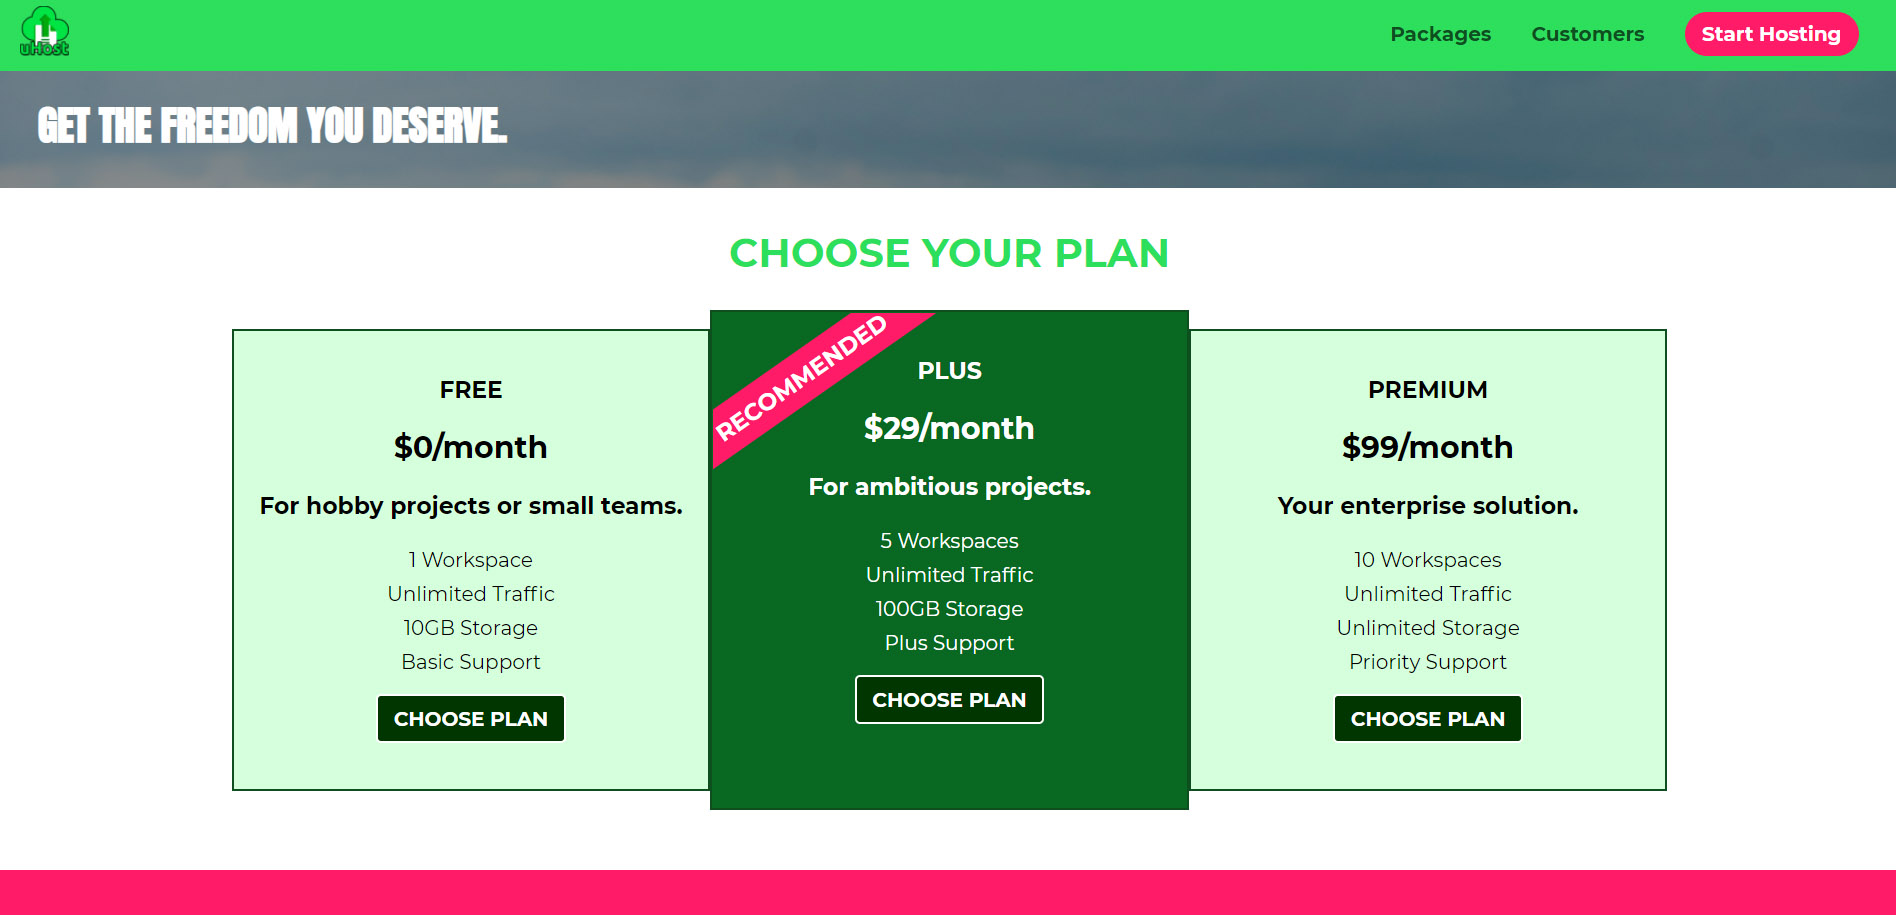 uHost
Packages
Customers
Start Hosting
GET THE FREEDOM YOU DESERVE.
CHOOSE YOUR PLAN
FREE
$0/month
For hobby projects or small teams.
1 Workspace
Unlimited Traffic
10GB Storage
Basic Support
CHOOSE PLAN
RECOMMENDED
PLUS
$29/month
For ambitious projects.
5 Workspaces
Unlimited Traffic
100GB Storage
Plus Support
CHOOSE PLAN
PREMIUM
$99/month
Your enterprise solution.
10 Workspaces
Unlimited Traffic
Unlimited Storage
Priority Support
CHOOSE PLAN